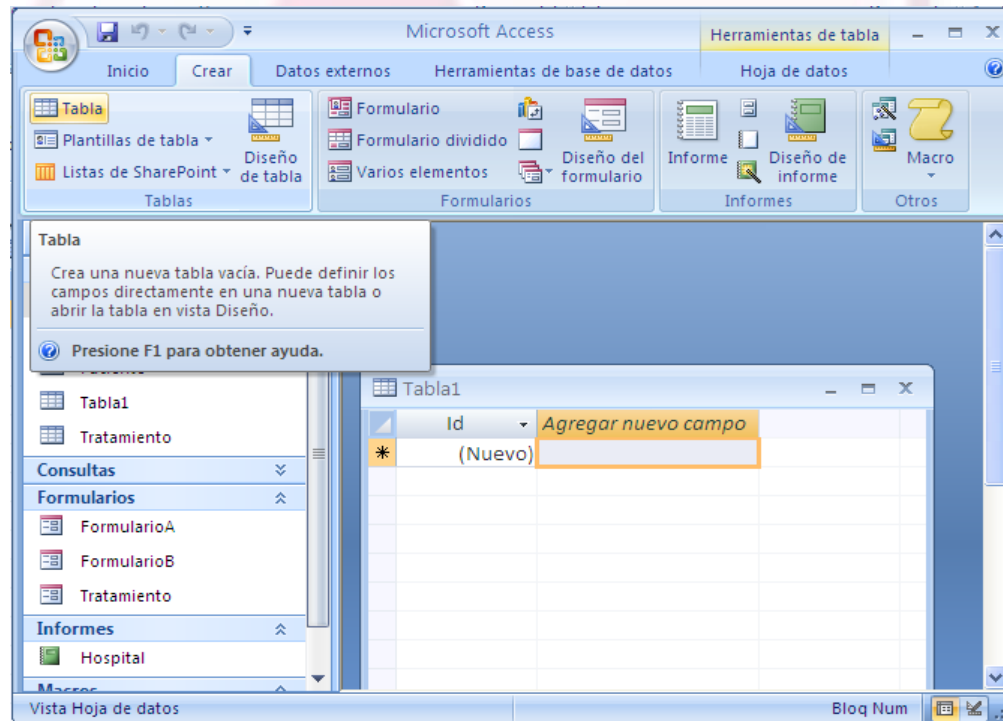 Microsoft Access
Herramientas de tabla
Inicio
Crear
Datos externos
Herramientas de base de datos
Hoja de datos
Tabla
Plantillas de tabla
Listas de SharePoint
Diseño
de tabla
Tablas
Formulario
Formulario dividido
Varios elementos
Diseño del
formulario
Formularios
Informe
Diseño de
informe
Informes
Macro
Otros
Tabla
Crea una nueva tabla vacía. Puede definir los
campos directamente en una nueva tabla o
abrir la tabla en vista Diseño.
Presione F1 para obtener ayuda.
Tabla1
Tratamiento
Consultas
Formularios
FormularioA
FormularioB
Tratamiento
Informes
Hospital
Macros
Tabla1
Id
Agregar nuevo campo
(Nuevo)
Vista Hoja de datos
Bloq Num